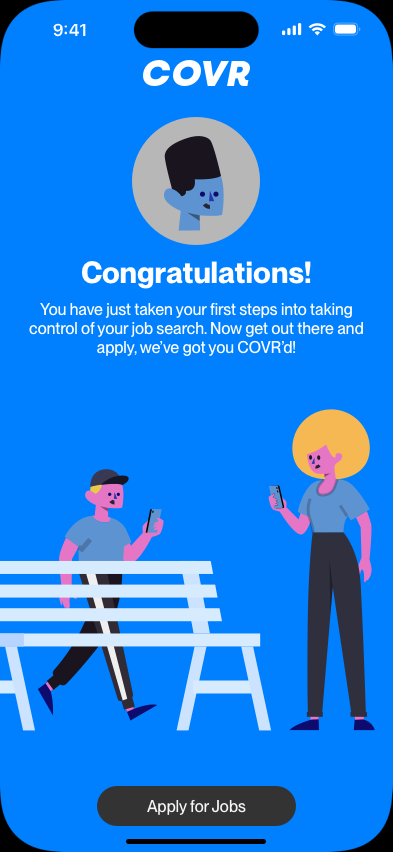 9:41
COVR
Congratulations!
You have just taken your first steps into taking
control of your job search. Now get out there and
apply, we’ve got you COVR’d!
Apply for Jobs